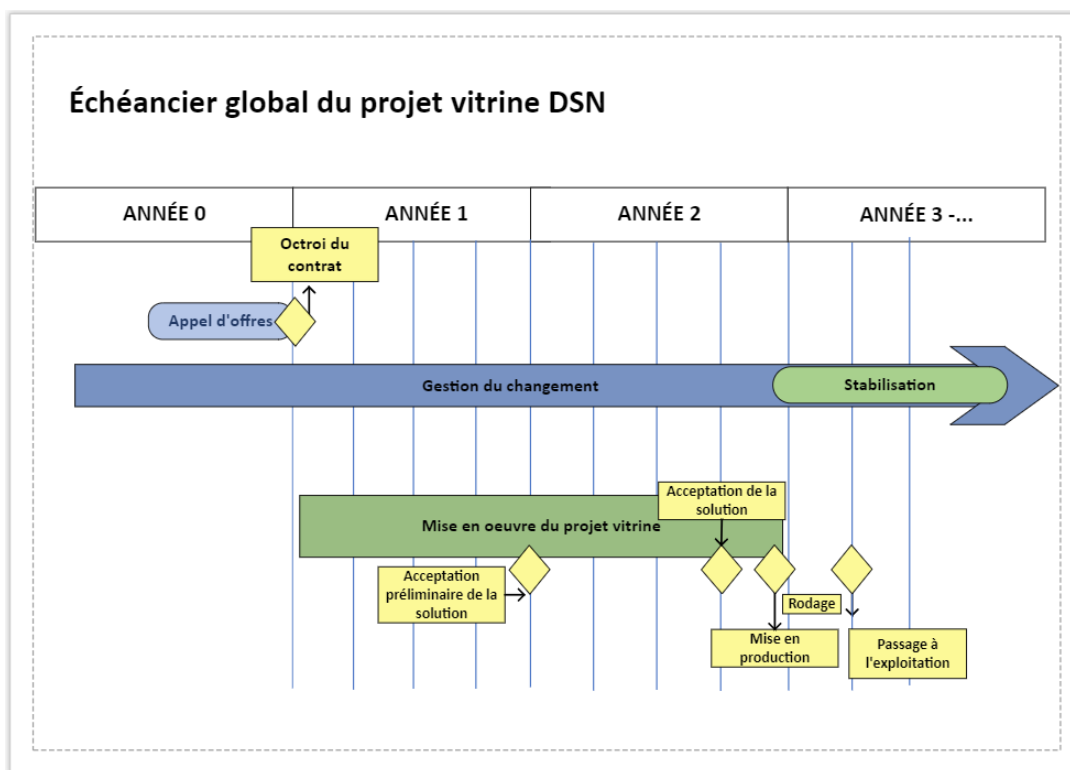 Échéancier global du projet vitrine DSN
ANNÉE 0
ANNÉE 1
ANNÉE 2
ANNÉE 3 -...
Octroi du
contrat
Appel d'offres
Gestion du changement
Stabilisation
Acceptation de la
solution
Mise en oeuvre du projet vitrine
Acceptation
préliminaire de la
solution
Rodage
Mise en
production
Passage à
l'exploitation